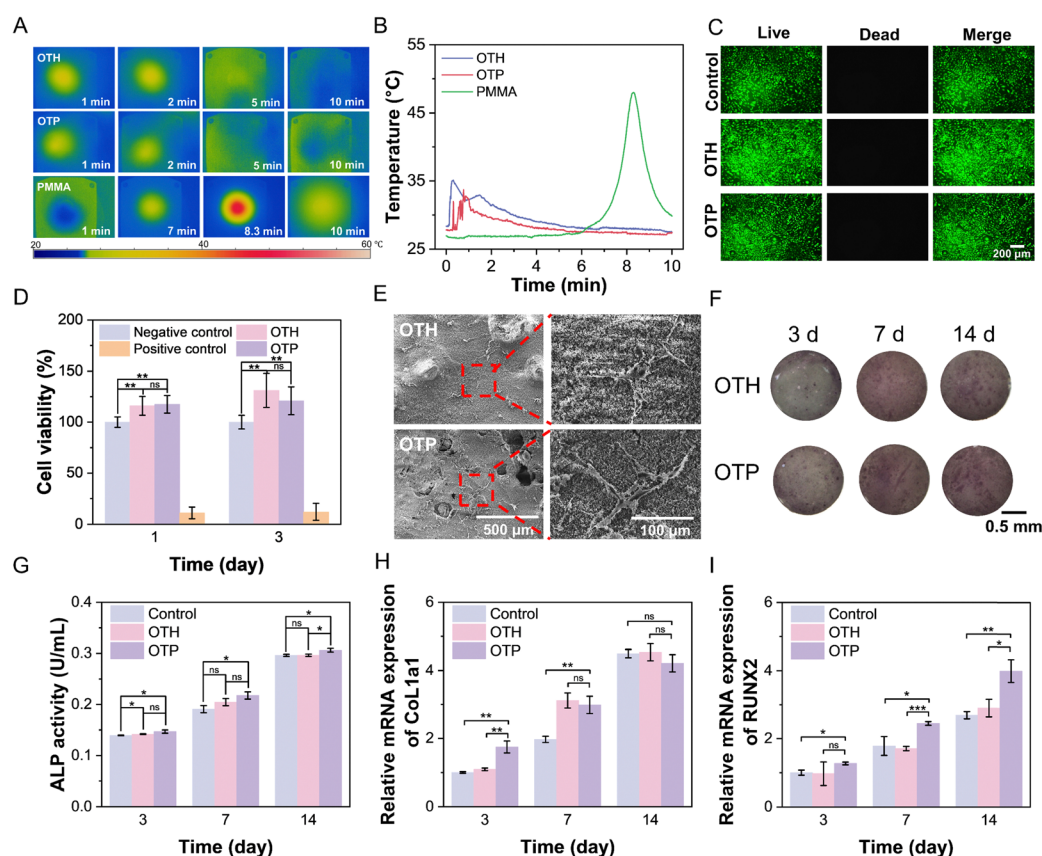 A
OTH
1 min
2 min
5 min
10 min
OTP
1 min
2 min
5 min
10 min
PMMA
1 min
7 min
8.3 min
10 min
20
40
60 °C
B
Temperature (°C)
55
45
35
25
OTH
OTP
PMMA
0 2 4 6 8 10
Time (min)
C
Live Dead Merge
Control
OTH
OTP
200 μm
D
Cell viability (%)
200
150
100
50
0
Negative control
Positive control
OTH
OTP
**
** ns
**
** ns
1 3
Time (day)
E
OTH
OTP
500 μm
100 μm
F
3 d 7 d 14 d
OTH
OTP
0.5 mm
G
ALP activity (U/mL)
0.4
0.3
0.2
0.1
0.0
Control
OTH
OTP
*
* ns
*
ns ns
*
ns *
3 7 14
Time (day)
H
Relative mRNA expression
of CoL1a1
6
4
2
0
Control
OTH
OTP
**
**
**
ns
ns
ns
3 7 14
Time (day)
I
Relative mRNA expression
of RUNX2
6
4
2
0
Control
OTH
OTP
*
ns
*
***
**
*
3 7 14
Time (day)